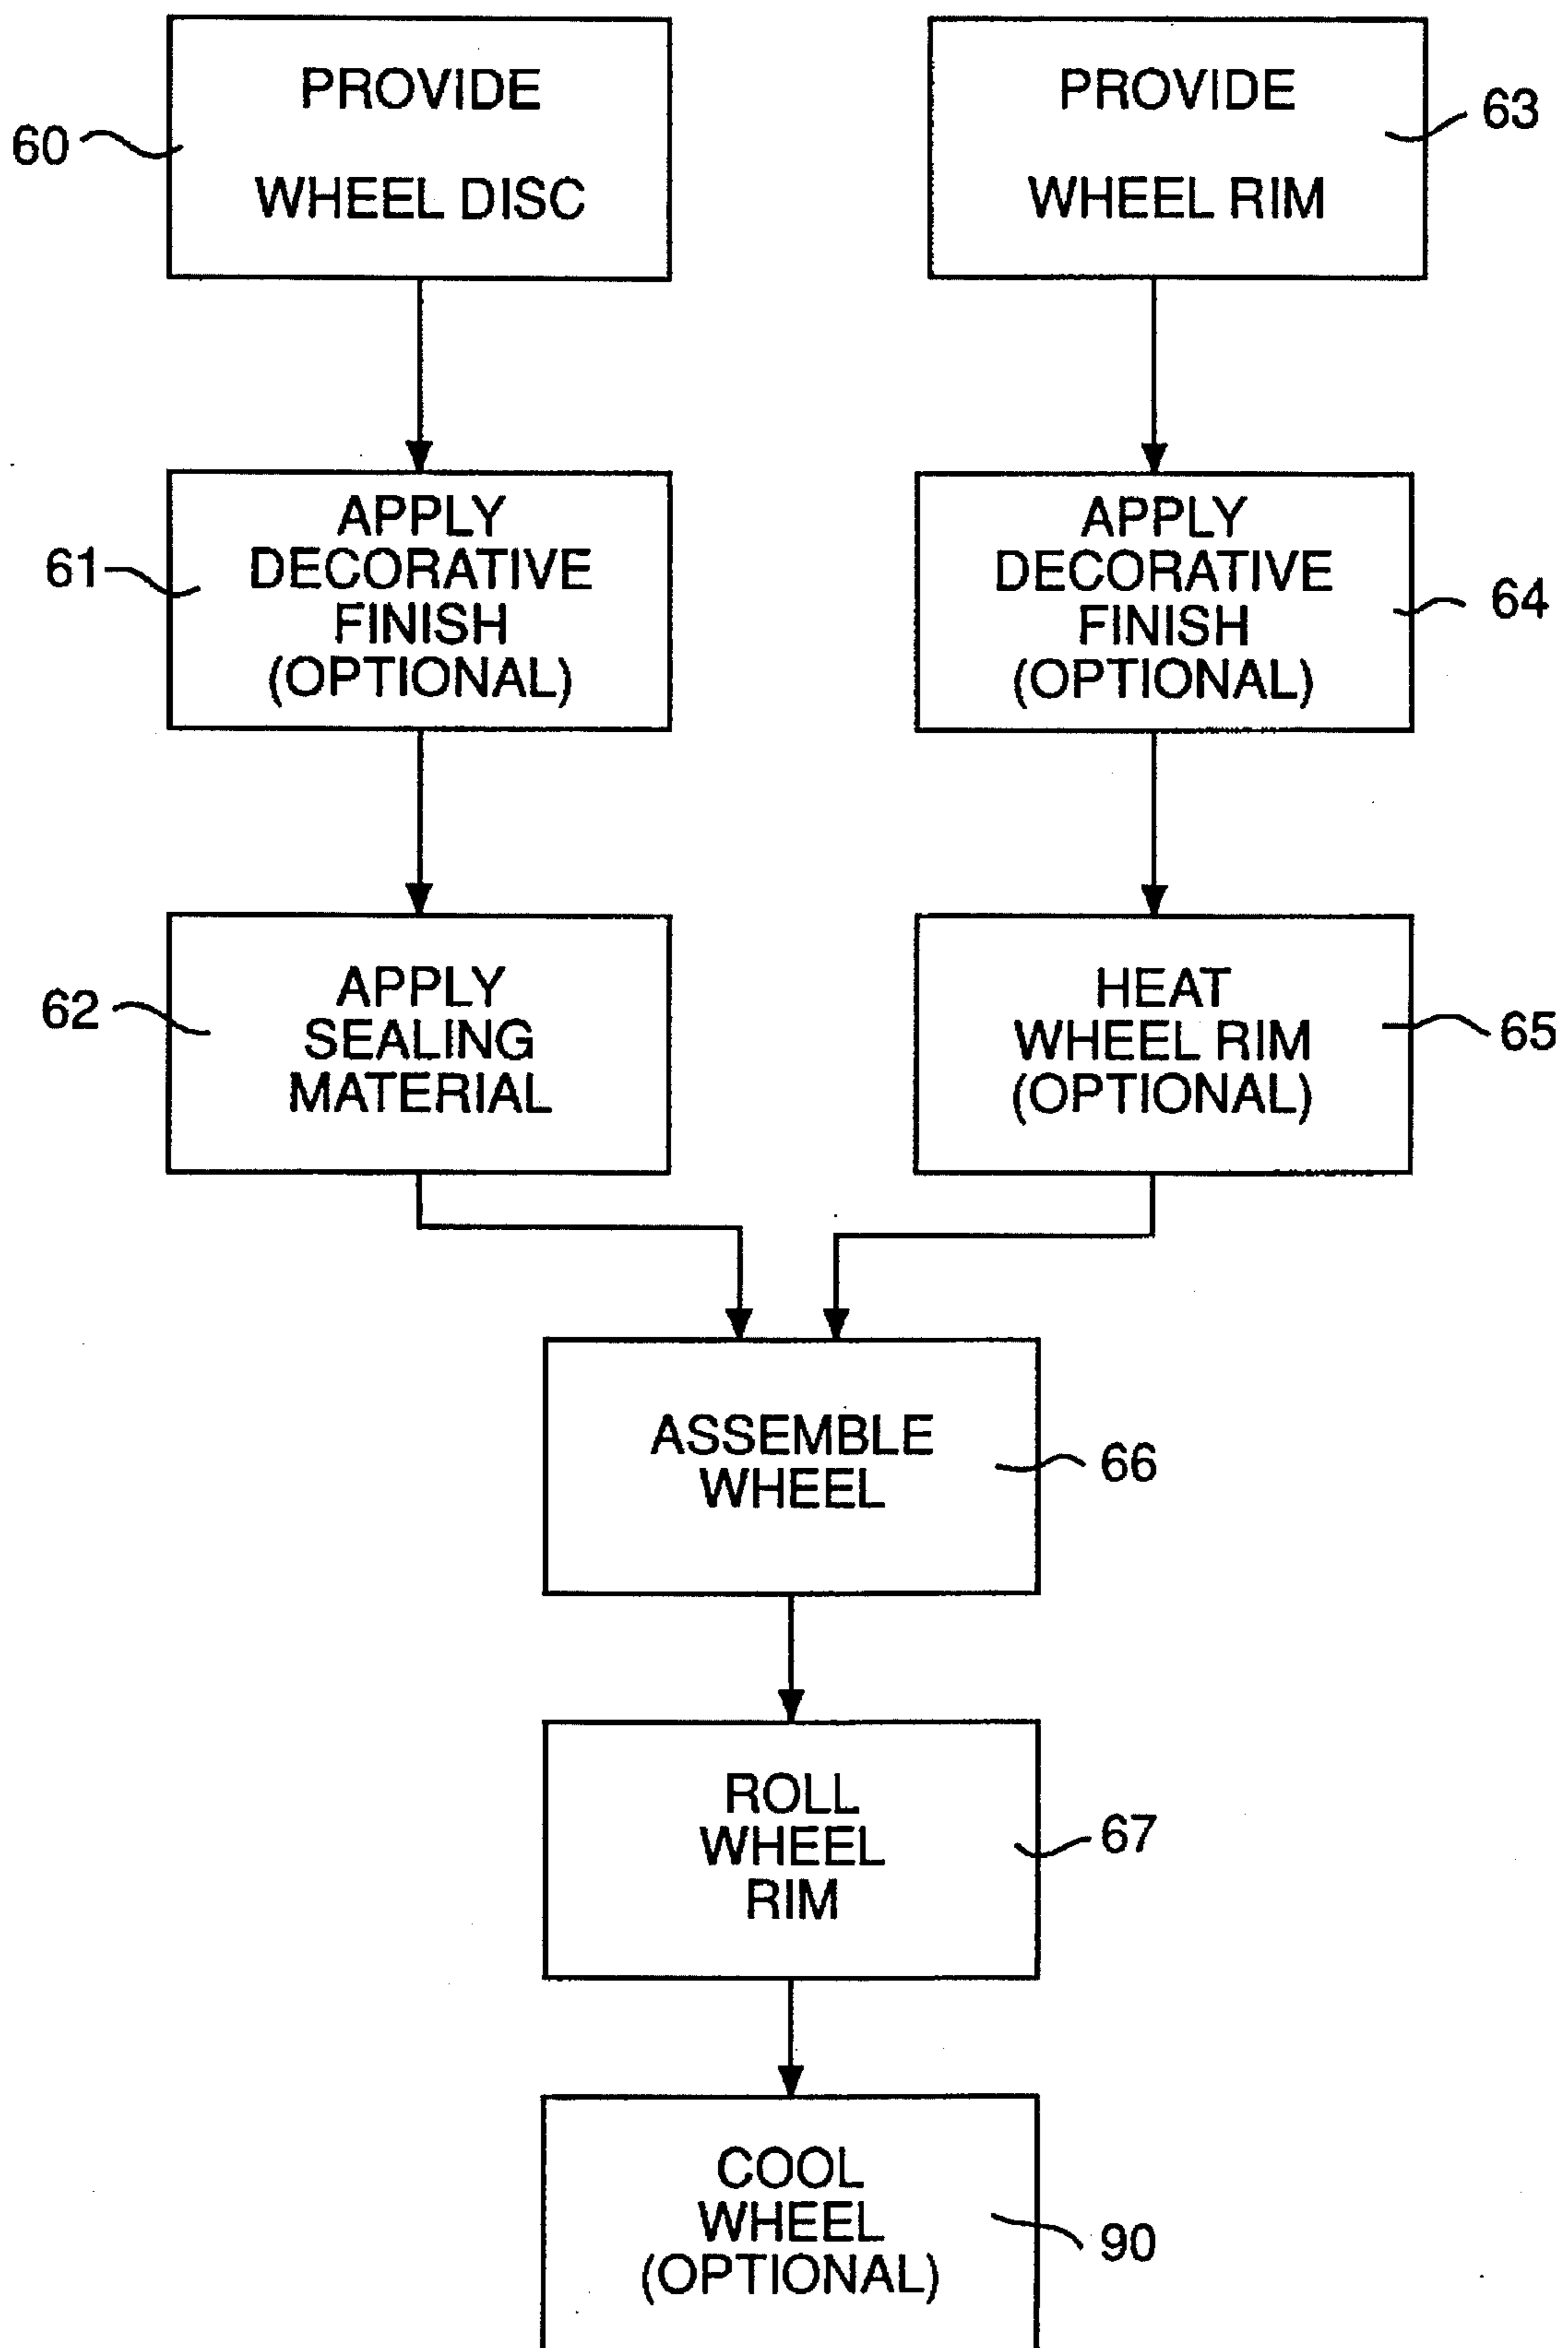 PROVIDE
WHEEL DISC
60
PROVIDE
WHEEL RIM
63
APPLY
DECORATIVE
FINISH
(OPTIONAL)
61
APPLY
DECORATIVE
FINISH
(OPTIONAL)
64
APPLY
SEALING
MATERIAL
62
HEAT
WHEEL RIM
(OPTIONAL)
65
ASSEMBLE
WHEEL
66
ROLL
WHEEL
RIM
67
COOL
WHEEL
(OPTIONAL)
90